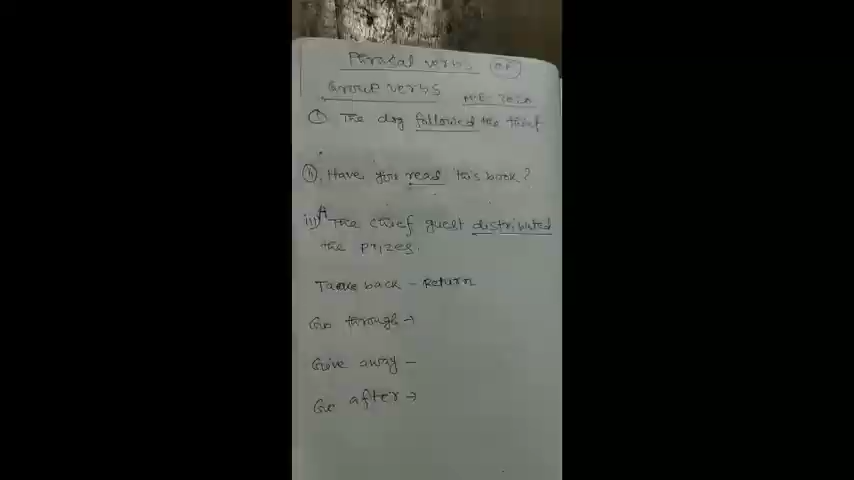 Phrasal verbs OR
Group verbs M.E 2020
i) The dog followed the thief
ii) Have you read this book?
iii) The chief guest distributed
the prizes.
Take back - Return
Go through →
Give away -
Go after →